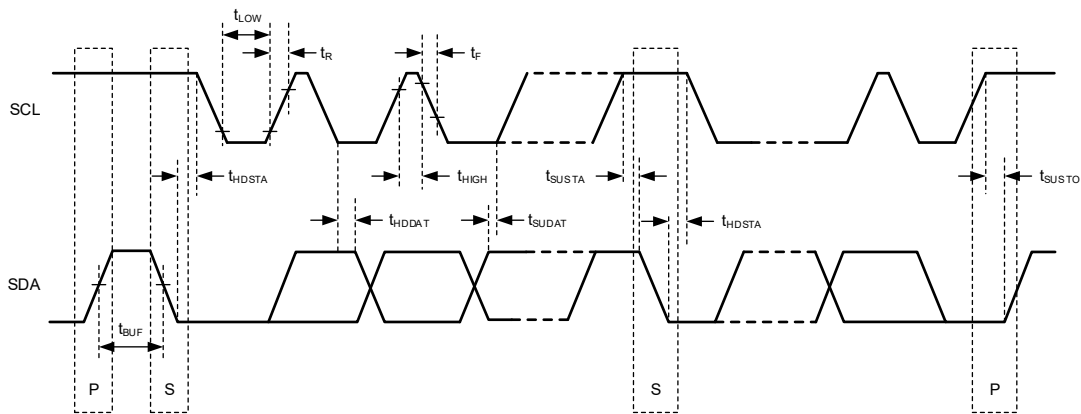 tLOW
tR
tF
SCL
tHDSTA
tHIGH
tSUSTA
tSUSTO
tHDDAT
tSUDAT
tHDSTA
SDA
tBUF
P
S
S
P